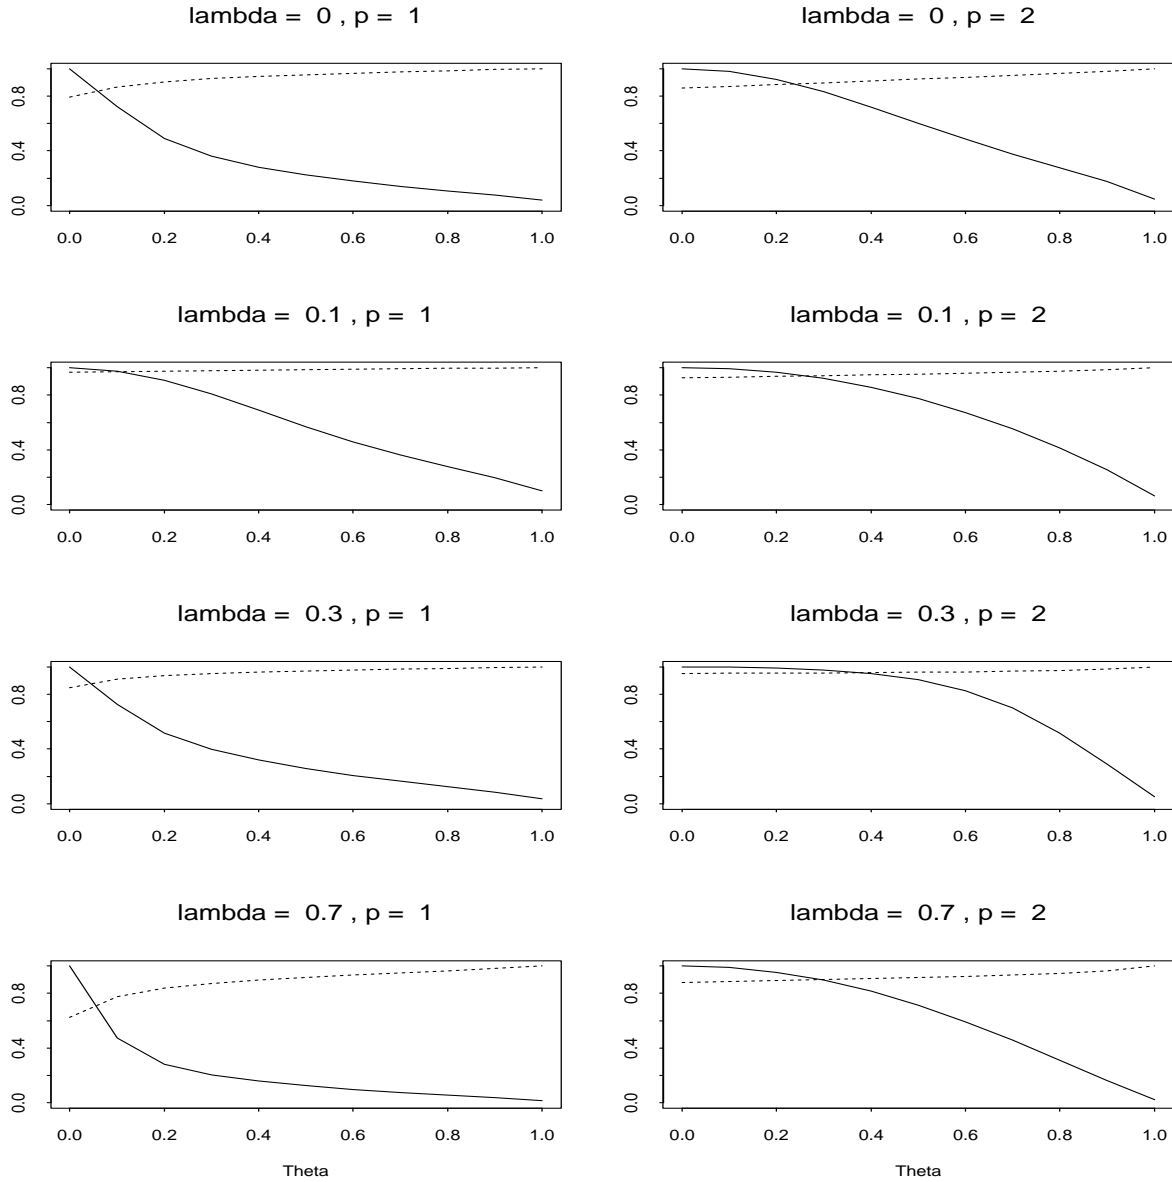 lambda = 0 , p = 1
0.0 0.4 0.8
0.0 0.2 0.4 0.6 0.8 1.0
lambda = 0 , p = 2
0.0 0.4 0.8
0.0 0.2 0.4 0.6 0.8 1.0
lambda = 0.1 , p = 1
0.0 0.4 0.8
0.0 0.2 0.4 0.6 0.8 1.0
lambda = 0.1 , p = 2
0.0 0.4 0.8
0.0 0.2 0.4 0.6 0.8 1.0
lambda = 0.3 , p = 1
0.0 0.4 0.8
0.0 0.2 0.4 0.6 0.8 1.0
lambda = 0.3 , p = 2
0.0 0.4 0.8
0.0 0.2 0.4 0.6 0.8 1.0
lambda = 0.7 , p = 1
0.0 0.4 0.8
0.0 0.2 0.4 0.6 0.8 1.0
Theta
lambda = 0.7 , p = 2
0.0 0.4 0.8
0.0 0.2 0.4 0.6 0.8 1.0
Theta